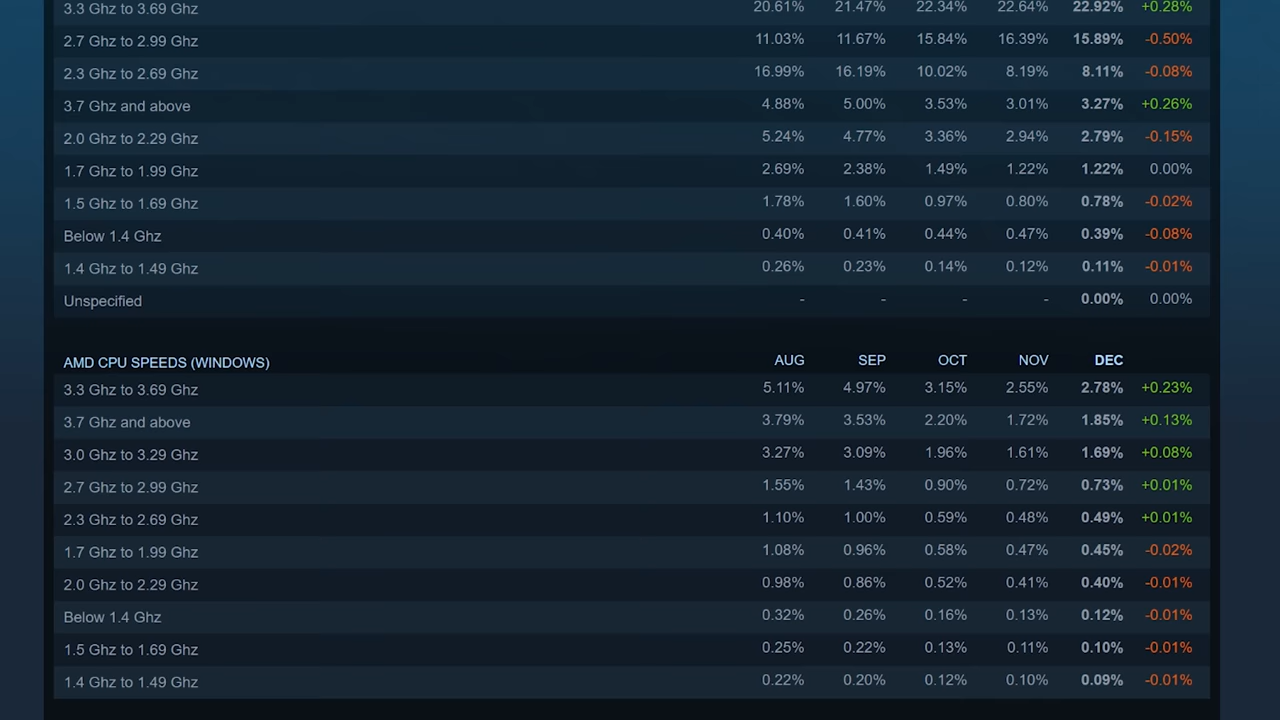 3.3 Ghz to 3.69 Ghz 20.61% 21.47% 22.34% 22.64% 22.92% +0.28%
2.7 Ghz to 2.99 Ghz 11.03% 11.67% 15.84% 16.39% 15.89% -0.50%
2.3 Ghz to 2.69 Ghz 16.99% 16.19% 10.02% 8.19% 8.11% -0.08%
3.7 Ghz and above 4.88% 5.00% 3.53% 3.01% 3.27% +0.26%
2.0 Ghz to 2.29 Ghz 5.24% 4.77% 3.36% 2.94% 2.79% -0.15%
1.7 Ghz to 1.99 Ghz 2.69% 2.38% 1.49% 1.22% 1.22% 0.00%
1.5 Ghz to 1.69 Ghz 1.78% 1.60% 0.97% 0.80% 0.78% -0.02%
Below 1.4 Ghz 0.40% 0.41% 0.44% 0.47% 0.39% -0.08%
1.4 Ghz to 1.49 Ghz 0.26% 0.23% 0.14% 0.12% 0.11% -0.01%
Unspecified - - - - 0.00% 0.00%
AMD CPU SPEEDS (WINDOWS) AUG SEP OCT NOV DEC
3.3 Ghz to 3.69 Ghz 5.11% 4.97% 3.15% 2.55% 2.78% +0.23%
3.7 Ghz and above 3.79% 3.53% 2.20% 1.72% 1.85% +0.13%
3.0 Ghz to 3.29 Ghz 3.27% 3.09% 1.96% 1.61% 1.69% +0.08%
2.7 Ghz to 2.99 Ghz 1.55% 1.43% 0.90% 0.72% 0.73% +0.01%
2.3 Ghz to 2.69 Ghz 1.10% 1.00% 0.59% 0.48% 0.49% +0.01%
1.7 Ghz to 1.99 Ghz 1.08% 0.96% 0.58% 0.47% 0.45% -0.02%
2.0 Ghz to 2.29 Ghz 0.98% 0.86% 0.52% 0.41% 0.40% -0.01%
Below 1.4 Ghz 0.32% 0.26% 0.16% 0.13% 0.12% -0.01%
1.5 Ghz to 1.69 Ghz 0.25% 0.22% 0.13% 0.11% 0.10% -0.01%
1.4 Ghz to 1.49 Ghz 0.22% 0.20% 0.12% 0.10% 0.09% -0.01%